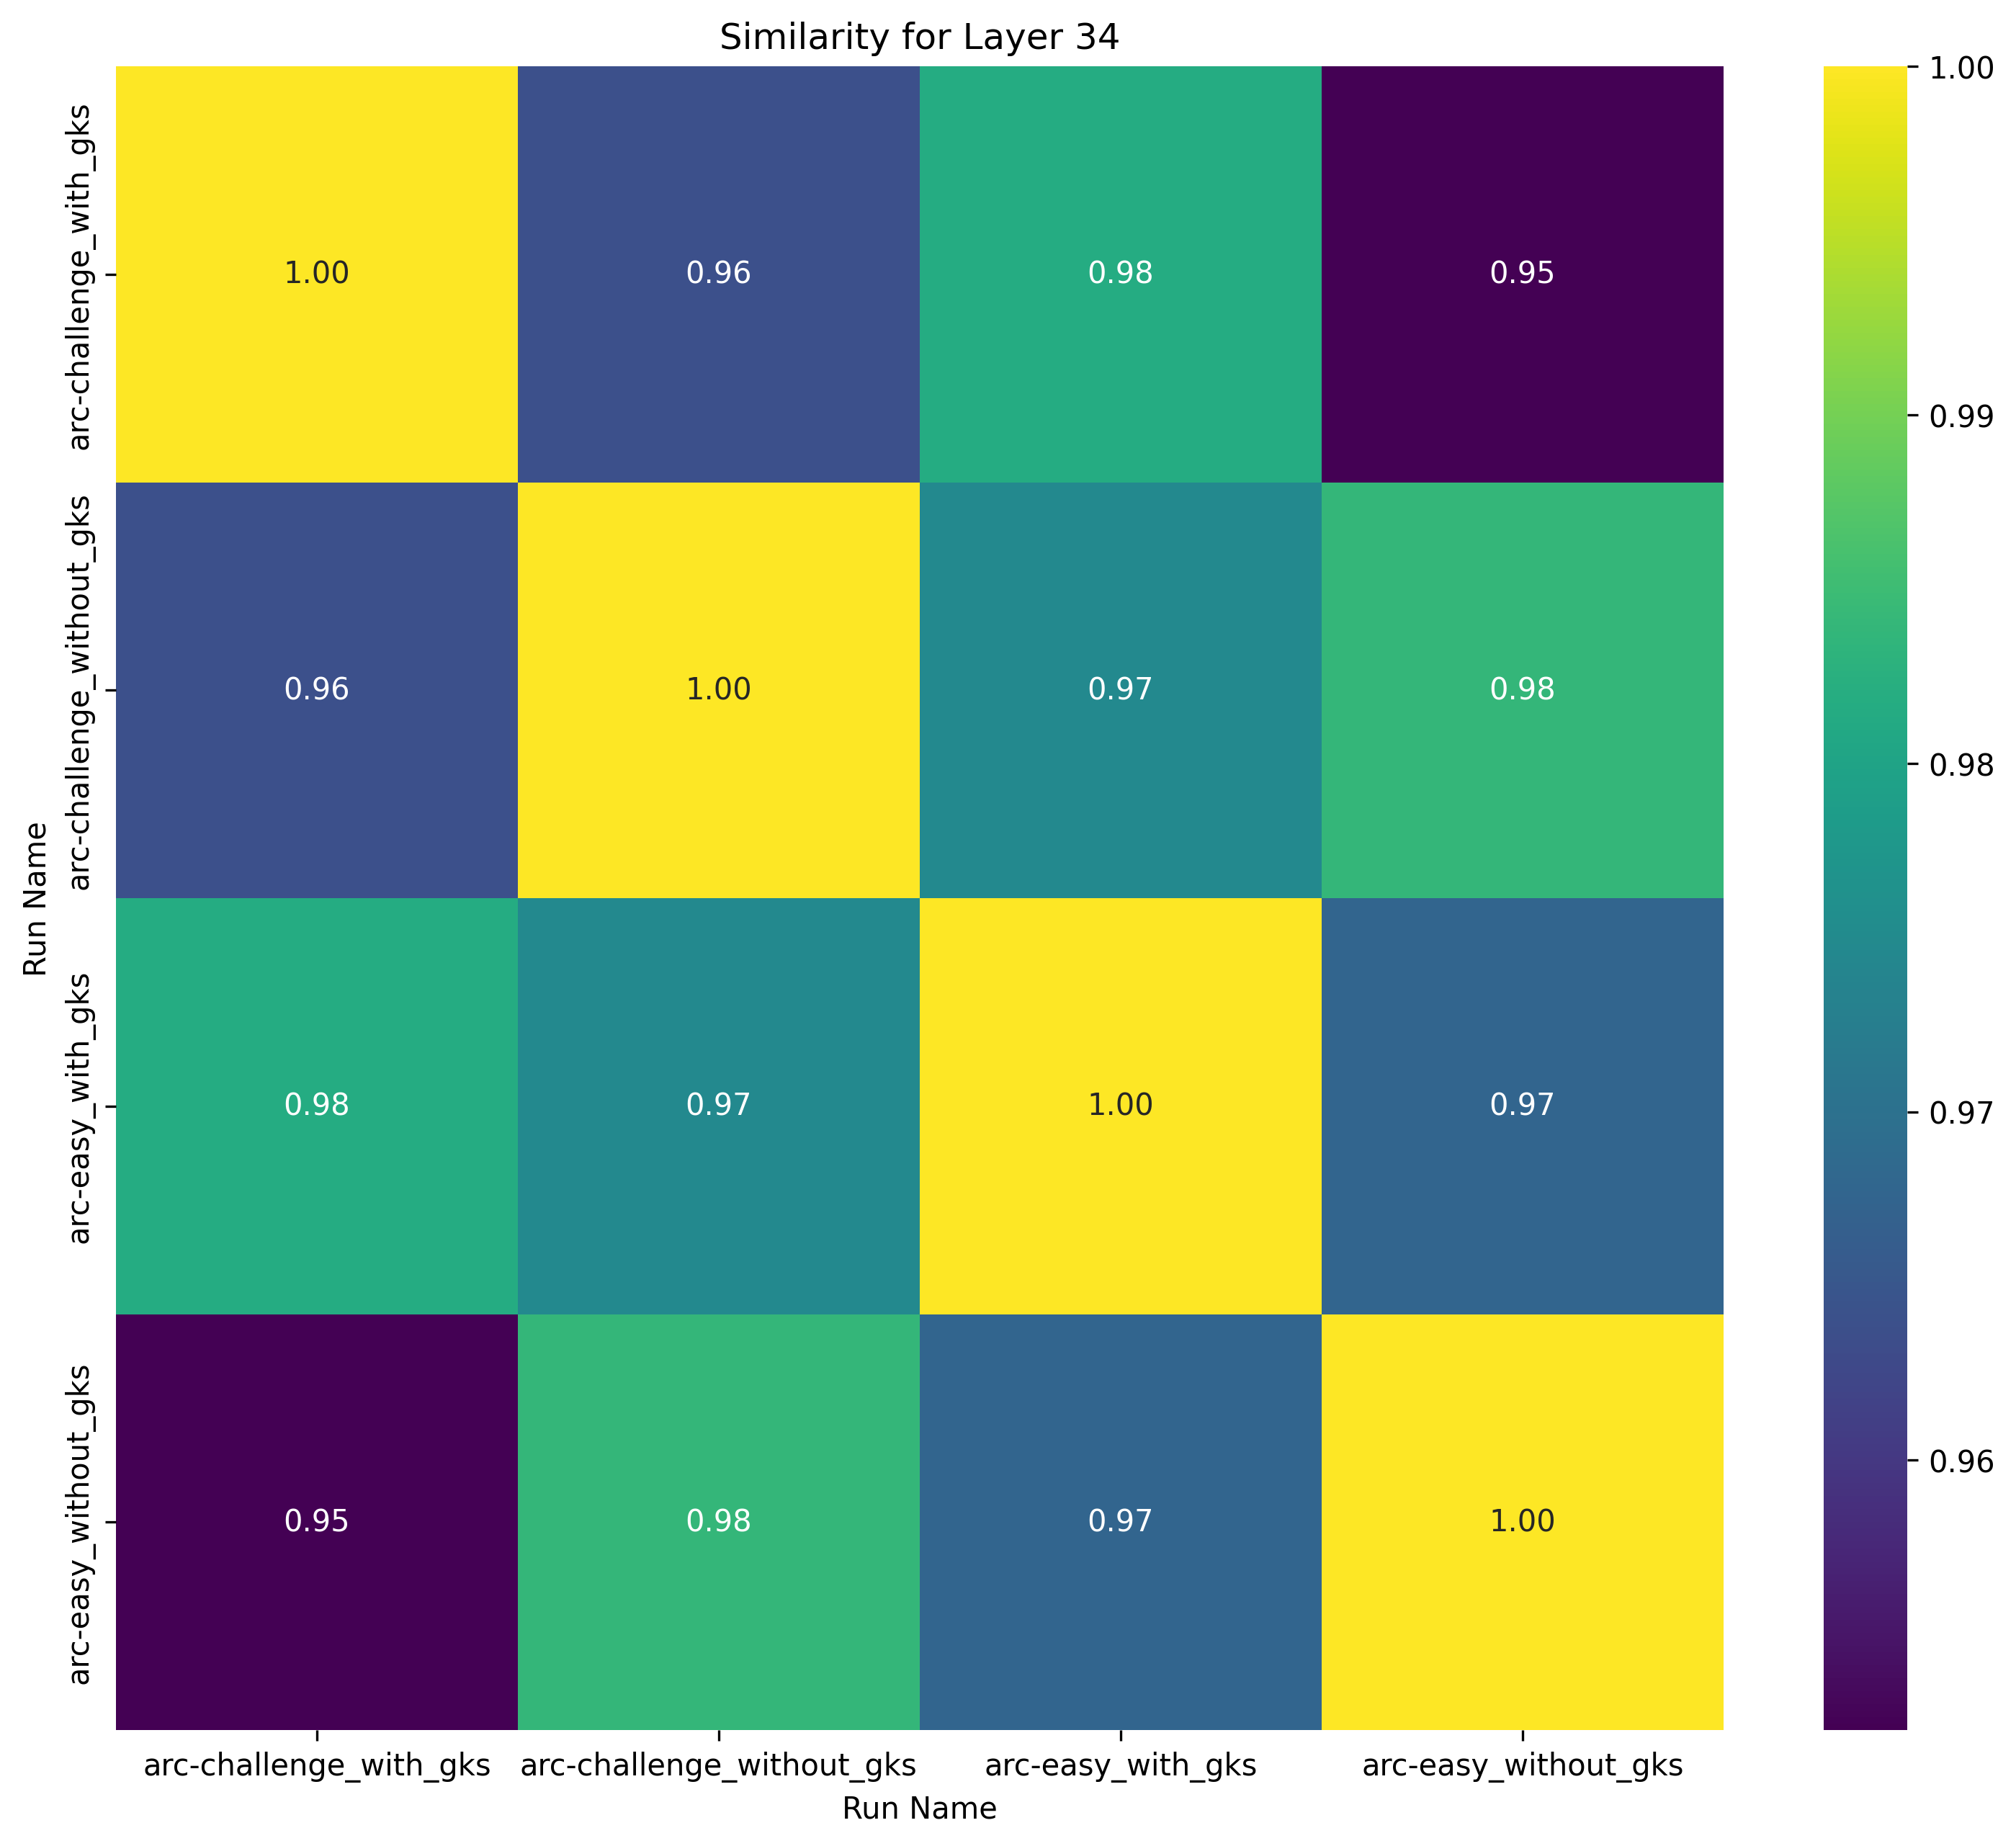 Similarity for Layer 34
Run Name
arc-challenge_with_gks
1.00 0.96 0.98 0.95
arc-challenge_without_gks
0.96 1.00 0.97 0.98
arc-easy_with_gks
0.98 0.97 1.00 0.97
arc-easy_without_gks
0.95 0.98 0.97 1.00
arc-challenge_with_gks arc-challenge_without_gks arc-easy_with_gks arc-easy_without_gks
Run Name
1.00
0.99
0.98
0.97
0.96